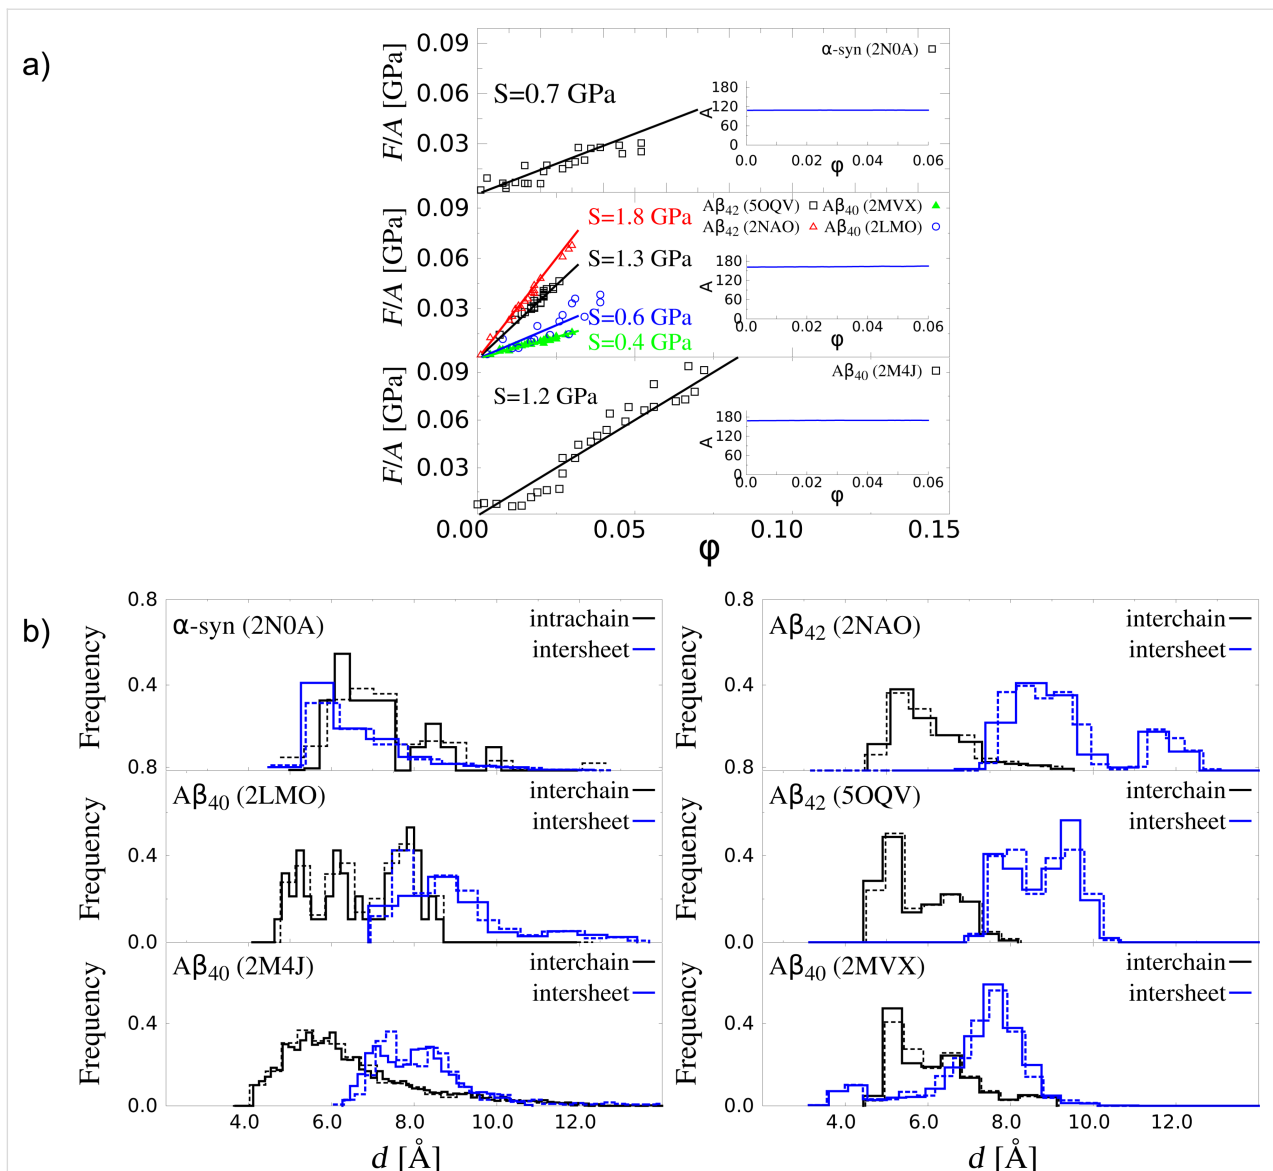 a)
F/A [GPa]
0.09
0.06
0.03
S=0.7 GPa
α-syn (2N0A)
A
180
120
60
0
0.0 0.02 0.04 0.06
φ
F/A [GPa]
0.09
0.06
0.03
S=1.8 GPa
S=1.3 GPa
S=0.6 GPa
S=0.4 GPa
Aβ42 (5OQV) Aβ40 (2MVX)
Aβ42 (2NAO) Aβ40 (2LMO)
A
180
120
60
0
0.0 0.02 0.04 0.06
φ
F/A [GPa]
0.09
0.06
0.03
S=1.2 GPa
Aβ40 (2M4J)
A
180
120
60
0
0.0 0.02 0.04 0.06
φ
0.00 0.05 0.10 0.15
φ
b)
Frequency
0.8
0.4
0.8
α-syn (2N0A)
intrachain
intersheet
Frequency
0.8
0.4
0.8
Aβ42 (2NAO)
interchain
intersheet
Frequency
0.4
0.0
Aβ40 (2LMO)
interchain
intersheet
Frequency
0.4
0.0
Aβ42 (5OQV)
interchain
intersheet
Frequency
0.4
0.0
Aβ40 (2M4J)
interchain
intersheet
Frequency
0.4
0.0
Aβ40 (2MVX)
interchain
intersheet
4.0 6.0 8.0 10.0 12.0
d [Å]
4.0 6.0 8.0 10.0 12.0
d [Å]